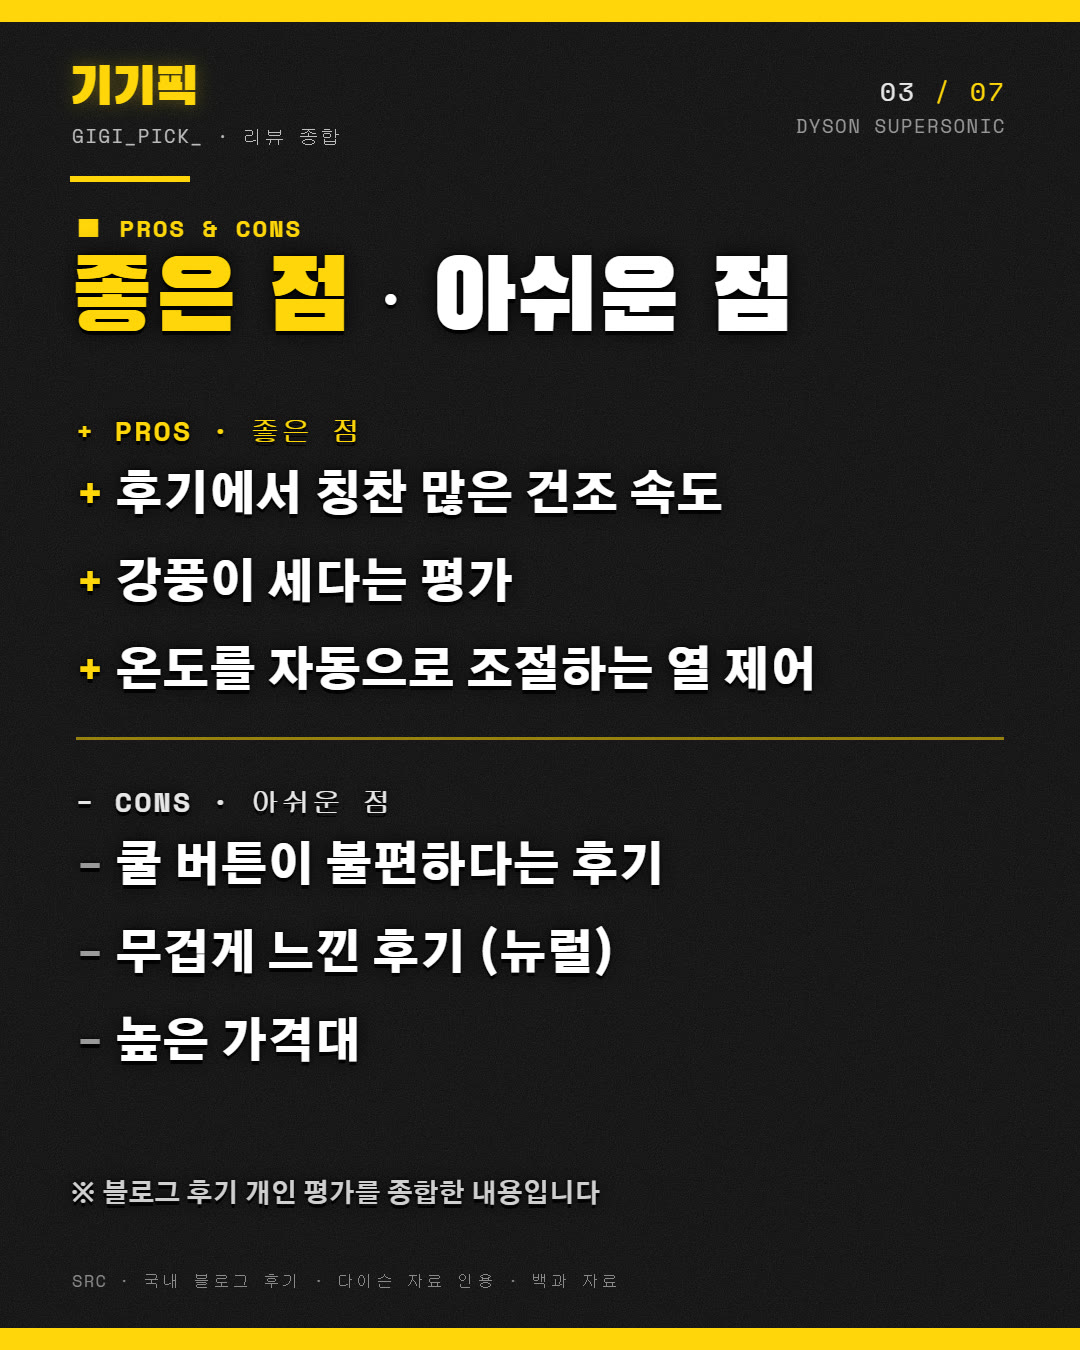 기기픽
GIGI_PICK_ · 리뷰 종합
03 / 07
DYSON SUPERSONIC
■ PROS & CONS
좋은 점 · 아쉬운 점
+ PROS · 좋은 점
+ 후기에서 칭찬 많은 건조 속도
+ 강풍이 세다는 평가
+ 온도를 자동으로 조절하는 열 제어
- CONS · 아쉬운 점
- 쿨 버튼이 불편하다는 후기
- 무겁게 느낀 후기 (뉴럴)
- 높은 가격대
※ 블로그 후기 개인 평가를 종합한 내용입니다
SRC · 국내 블로그 후기 · 다이슨 자료 인용 · 백과 자료